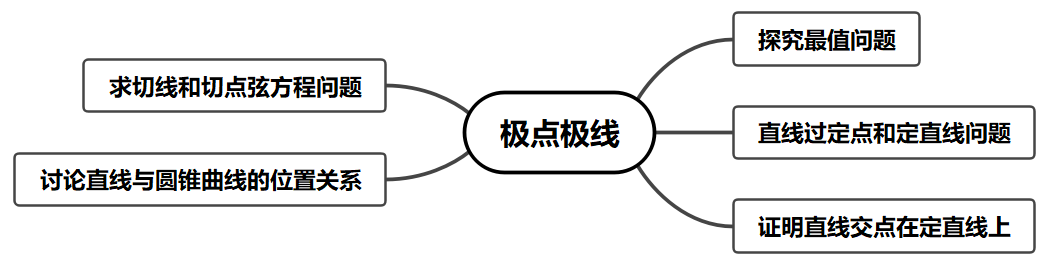 探究最值问题
求切线和切点弦方程问题
极点极线
直线过定点和定直线问题
讨论直线与圆锥曲线的位置关系
证明直线交点在定直线上